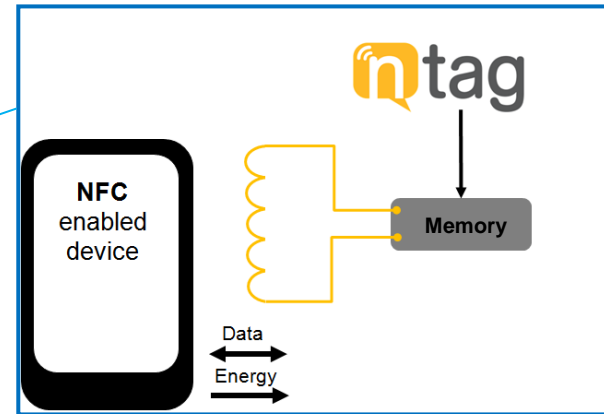 ntag
NFC
enabled
device
Memory
Data
Energy